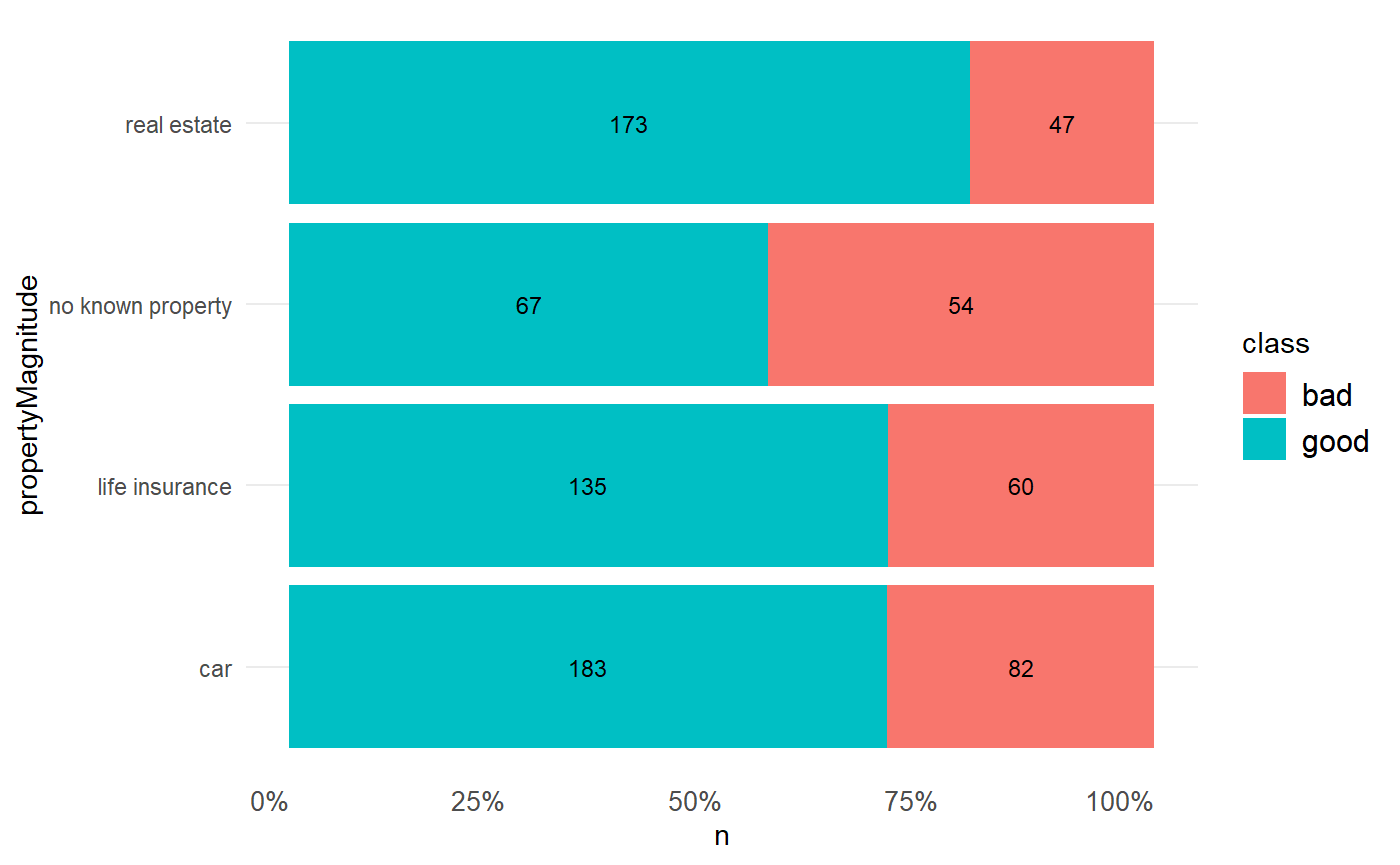 real estate
173
47
no known property
67
54
life insurance
135
60
car
183
82
0%
25%
50%
75%
100%
n
propertyMagnitude
class
bad
good